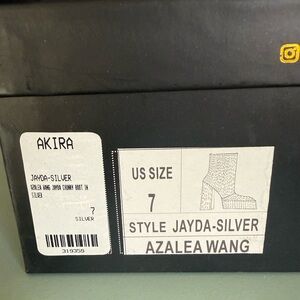 AKIRA
JAYDA-SILVER
AZALEA WANG JAYDA CHUNKY BOOT IN
SILVER
7
SILVER
319355
US SIZE
7
STYLE JAYDA-SILVER
AZALEA WANG